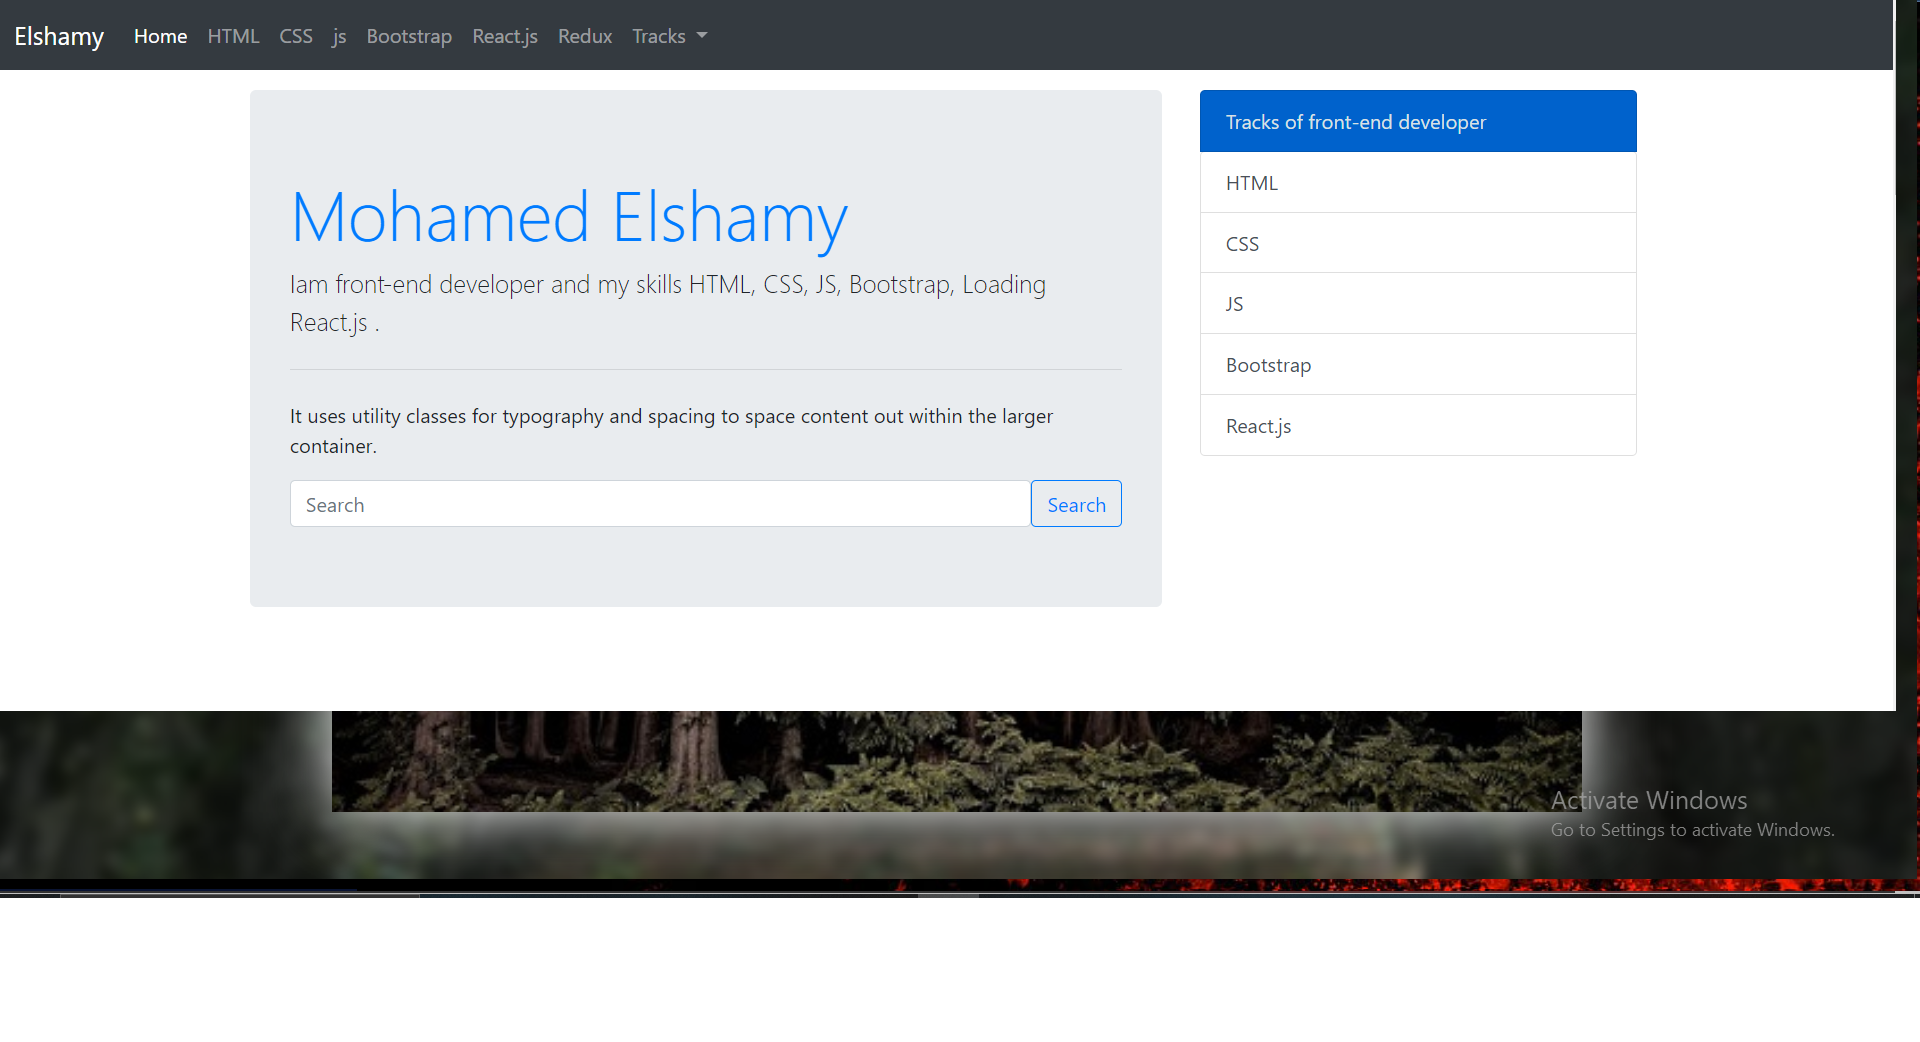 Elshamy Home HTML CSS js Bootstrap React.js Redux Tracks
Mohamed Elshamy
Iam front-end developer and my skills HTML, CSS, JS, Bootstrap, Loading
React.js .
It uses utility classes for typography and spacing to space content out within the larger
container.
Search Search
Tracks of front-end developer
HTML
CSS
JS
Bootstrap
React.js
Activate Windows
Go to Settings to activate Windows.